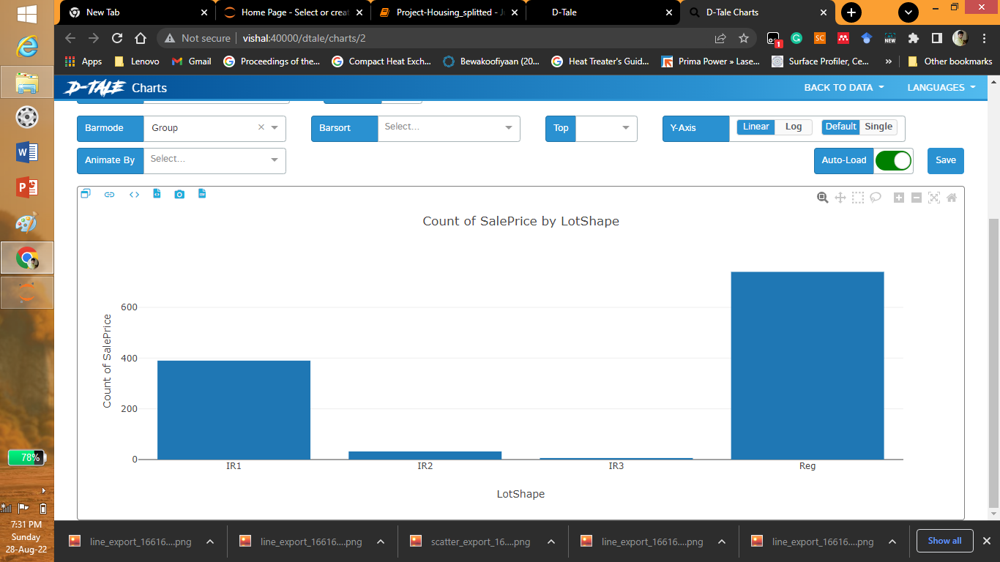 New Tab
Home Page - Select or creat
Project-Housing_splitted - J
D-Tale
D-Tale Charts
Not secure | vishal:40000/dtale/charts/2
SC
NEW
1
Apps
Lenovo
Gmail
Proceedings of the...
Compact Heat Exch...
Bewakoofiyaan (20...
Heat Treater's Guid...
Prima Power » Lase...
Surface Profiler, Ce...
»
Other bookmarks
D-TALE Charts
BACK TO DATA
LANGUAGES
Barmode
Group
Barsort
Select...
Top
Y-Axis
Linear
Log
Default
Single
Animate By
Select...
Auto-Load
Save
Count of SalePrice by LotShape
Count of SalePrice
600
400
200
0
IR1
IR2
IR3
Reg
LotShape
78%
7:31 PM
Sunday
28-Aug-22
line_export_16616....png
line_export_16616....png
scatter_export_16....png
line_export_16616....png
line_export_16616....png
Show all